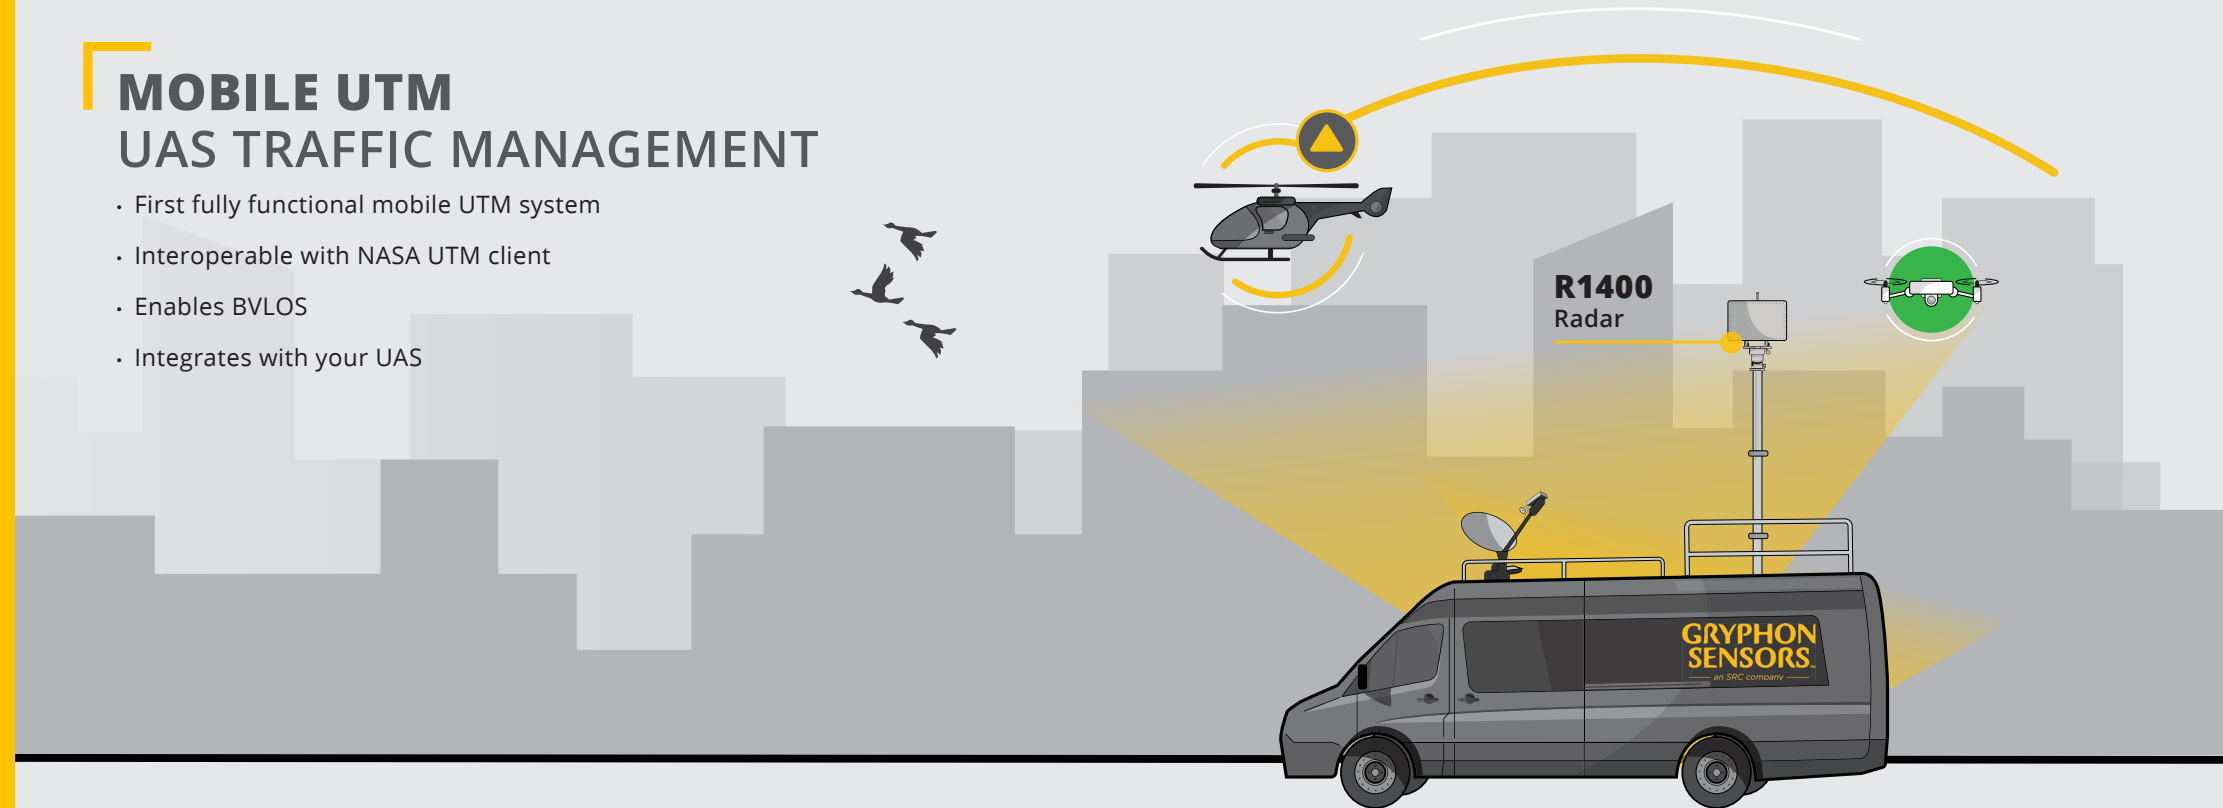 MOBILE UTM
UAS TRAFFIC MANAGEMENT
• First fully functional mobile UTM system
• Interoperable with NASA UTM client
• Enables BVLOS
• Integrates with your UAS
R1400
Radar
GRYPHON
SENSORS™
an SRC company